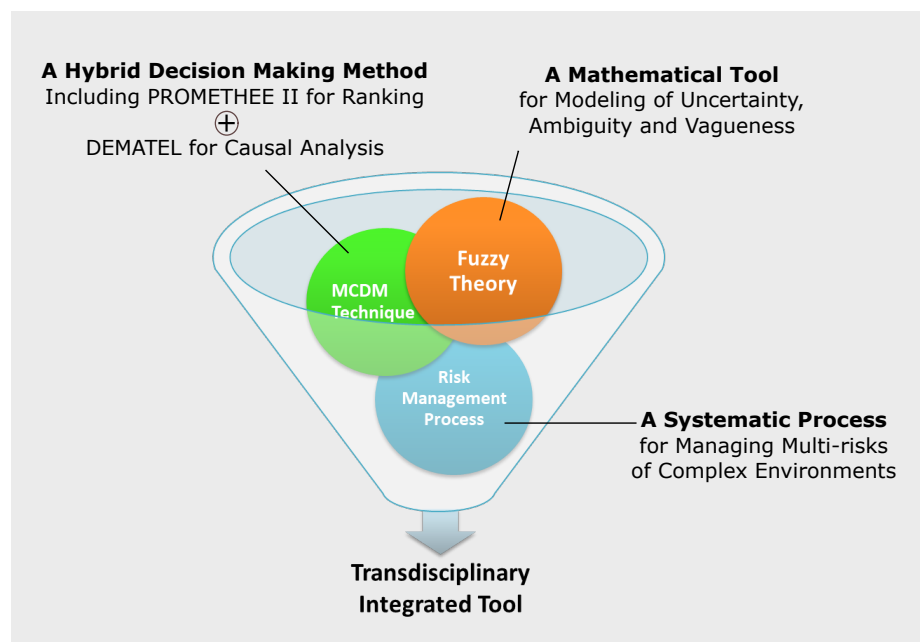 A Hybrid Decision Making Method
Including PROMETHEE II for Ranking
⊕
DEMATEL for Causal Analysis
A Mathematical Tool
for Modeling of Uncertainty,
Ambiguity and Vagueness
Fuzzy
Theory
MCDM
Technique
Risk
Management
Process
A Systematic Process
for Managing Multi-risks
of Complex Environments
Transdisciplinary
Integrated Tool